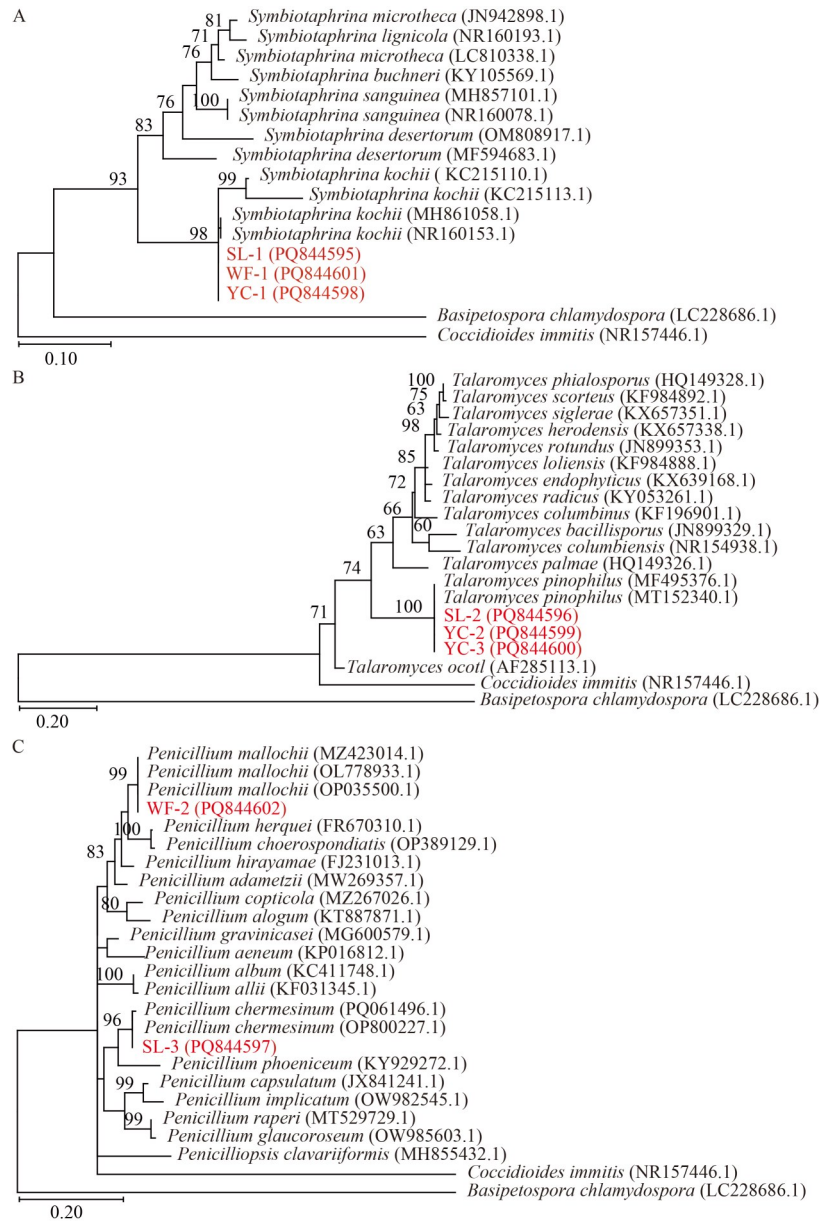 A
81
Symbiotaphrina microtheca (JN942898.1)
71
Symbiotaphrina lignicola (NR160193.1)
76
Symbiotaphrina microtheca (LC810338.1)
Symbiotaphrina buchneri (KY105569.1)
76
100
Symbiotaphrina sanguinea (MH857101.1)
Symbiotaphrina sanguinea (NR160078.1)
83
Symbiotaphrina desertorum (OM808917.1)
Symbiotaphrina desertorum (MF594683.1)
93
99
Symbiotaphrina kochii ( KC215110.1)
Symbiotaphrina kochii (KC215113.1)
Symbiotaphrina kochii (MH861058.1)
98
Symbiotaphrina kochii (NR160153.1)
SL-1 (PQ844595)
WF-1 (PQ844601)
YC-1 (PQ844598)
Basipetospora chlamydospora (LC228686.1)
Coccidioides immitis (NR157446.1)
0.10
B
100
Talaromyces phialosporus (HQ149328.1)
75
Talaromyces scorteus (KF984892.1)
63
Talaromyces siglerae (KX657351.1)
98
Talaromyces herodensis (KX657338.1)
Talaromyces rotundus (JN899353.1)
85
Talaromyces loliensis (KF984888.1)
72
Talaromyces endophyticus (KX639168.1)
Talaromyces radicus (KY053261.1)
66
Talaromyces columbinus (KF196901.1)
60
Talaromyces bacillisporus (JN899329.1)
63
Talaromyces columbiensis (NR154938.1)
Talaromyces palmae (HQ149326.1)
74
Talaromyces pinophilus (MF495376.1)
Talaromyces pinophilus (MT152340.1)
100
SL-2 (PQ844596)
71
YC-2 (PQ844599)
YC-3 (PQ844600)
Talaromyces ocotl (AF285113.1)
Coccidioides immitis (NR157446.1)
Basipetospora chlamydospora (LC228686.1)
0.20
C
Penicillium mallochii (MZ423014.1)
99
Penicillium mallochii (OL778933.1)
Penicillium mallochii (OP035500.1)
WF-2 (PQ844602)
100
Penicillium herquei (FR670310.1)
Penicillium choerospondiatis (OP389129.1)
83
Penicillium hirayamae (FJ231013.1)
Penicillium adametzii (MW269357.1)
80
Penicillium copticola (MZ267026.1)
Penicillium alogum (KT887871.1)
Penicillium gravinicasei (MG600579.1)
Penicillium aeneum (KP016812.1)
100
Penicillium album (KC411748.1)
Penicillium allii (KF031345.1)
Penicillium chermesinum (PQ061496.1)
96
Penicillium chermesinum (OP800227.1)
SL-3 (PQ844597)
Penicillium phoeniceum (KY929272.1)
99
Penicillium capsulatum (JX841241.1)
Penicillium implicatum (OW982545.1)
99
Penicillium raperi (MT529729.1)
Penicillium glaucoroseum (OW985603.1)
Penicilliopsis clavariiformis (MH855432.1)
Coccidioides immitis (NR157446.1)
Basipetospora chlamydospora (LC228686.1)
0.20